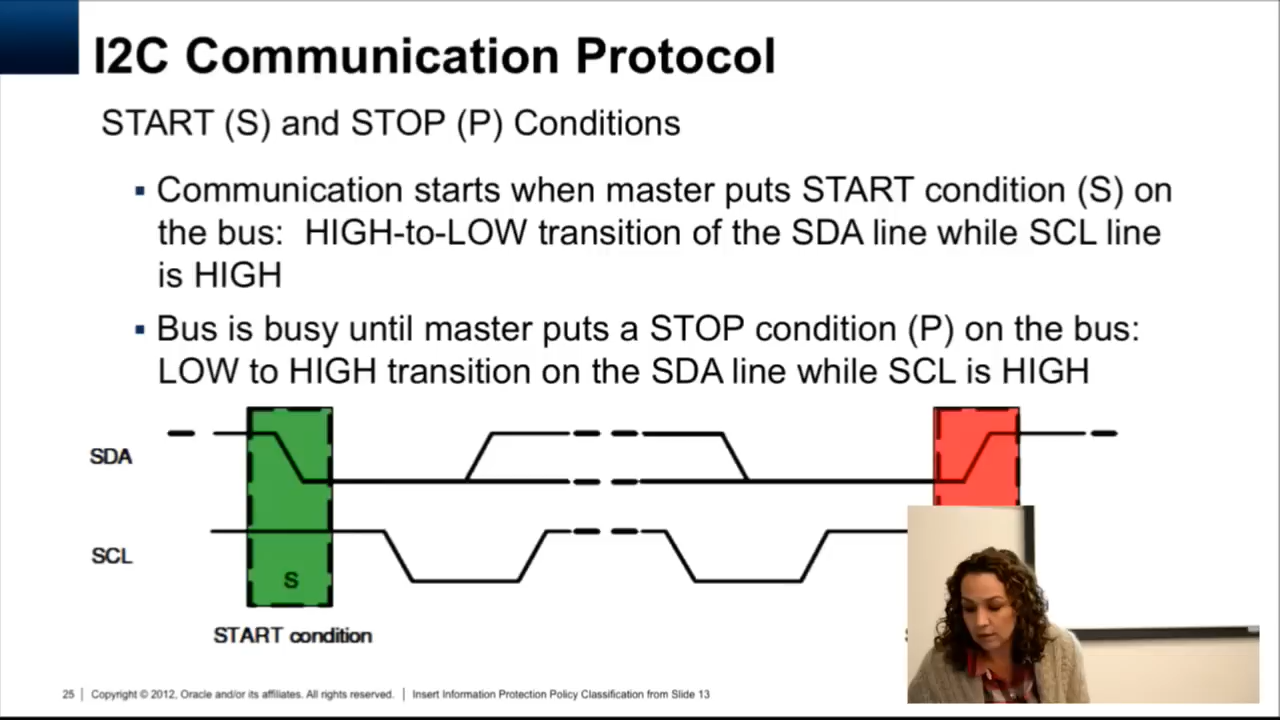 I2C Communication Protocol
START (S) and STOP (P) Conditions
Communication starts when master puts START condition (S) on
the bus: HIGH-to-LOW transition of the SDA line while SCL line
is HIGH
Bus is busy until master puts a STOP condition (P) on the bus:
LOW to HIGH transition on the SDA line while SCL is HIGH
SDA
SCL
S
START condition
25 | Copyright © 2012, Oracle and/or its affiliates. All rights reserved. | Insert Information Protection Policy Classification from Slide 13